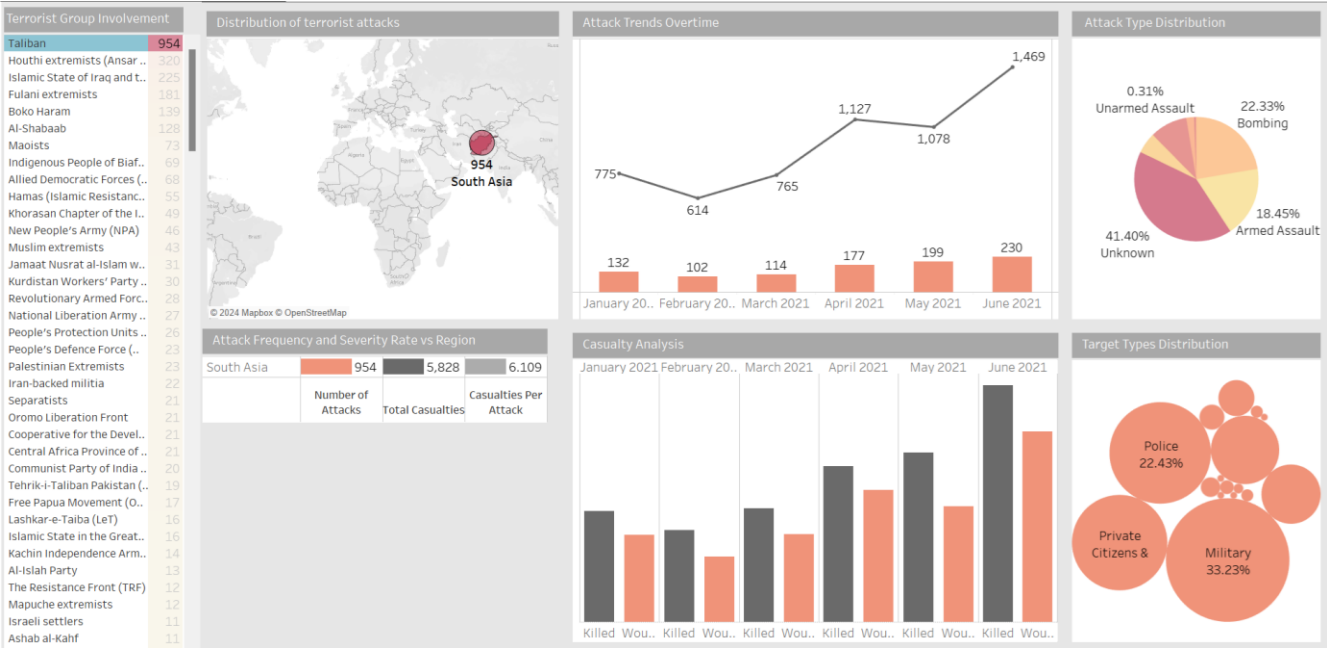 Terrorist Group Involvement
Taliban 954
Houthi extremists (Ansar .. 320
Islamic State of Iraq and t.. 225
Fulani extremists 181
Boko Haram 139
Al-Shabaab 128
Maoists 73
Indigenous People of Biaf.. 69
Allied Democratic Forces (.. 68
Hamas (Islamic Resistanc.. 55
Khorasan Chapter of the I.. 49
New People's Army (NPA) 46
Muslim extremists 43
Jamaat Nusrat al-Islam w.. 31
Kurdistan Workers' Party .. 30
Revolutionary Armed Forc.. 28
National Liberation Army .. 27
People's Protection Units .. 26
People's Defence Force (.. 23
Palestinian Extremists 23
Iran-backed militia 22
Separatists 21
Oromo Liberation Front 21
Cooperative for the Devel.. 21
Central Africa Province of .. 21
Communist Party of India .. 20
Tehrik-i-Taliban Pakistan (.. 19
Free Papua Movement (O.. 17
Lashkar-e-Taiba (LeT) 16
Islamic State in the Great.. 16
Kachin Independence Arm.. 14
Al-Islah Party 13
The Resistance Front (TRF) 12
Mapuche extremists 12
Israeli settlers 11
Ashab al-Kahf 11
Distribution of terrorist attacks
954
South Asia
© 2024 Mapbox © OpenStreetMap
Attack Frequency and Severity Rate vs Region
South Asia 954 5,828 6.109
Number of Attacks
Total Casualties
Casualties Per Attack
Attack Trends Overtime
775 614 765 1,127 1,078 1,469
132 102 114 177 199 230
January 20.. February 20.. March 2021 April 2021 May 2021 June 2021
Casualty Analysis
January 2021 February 20.. March 2021 April 2021 May 2021 June 2021
Killed Wou.. Killed Wou.. Killed Wou.. Killed Wou.. Killed Wou.. Killed Wou..
Attack Type Distribution
0.31%
Unarmed Assault
22.33%
Bombing
18.45%
Armed Assault
41.40%
Unknown
Target Types Distribution
Police
22.43%
Private
Citizens &
Military
33.23%